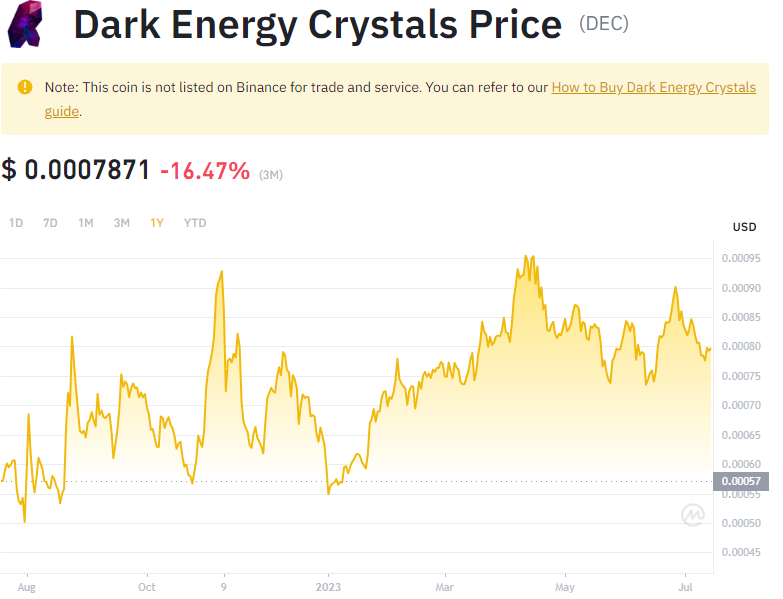 Dark Energy Crystals Price (DEC)
Note: This coin is not listed on Binance for trade and service. You can refer to our How to Buy Dark Energy Crystals
guide.
$ 0.0007871 -16.47% (3M)
1D 7D 1M 3M 1Y YTD
USD
0.00095
0.00090
0.00085
0.00080
0.00075
0.00070
0.00065
0.00060
0.00057
0.00055
0.00050
0.00045
Aug Oct 9 2023 Mar May Jul